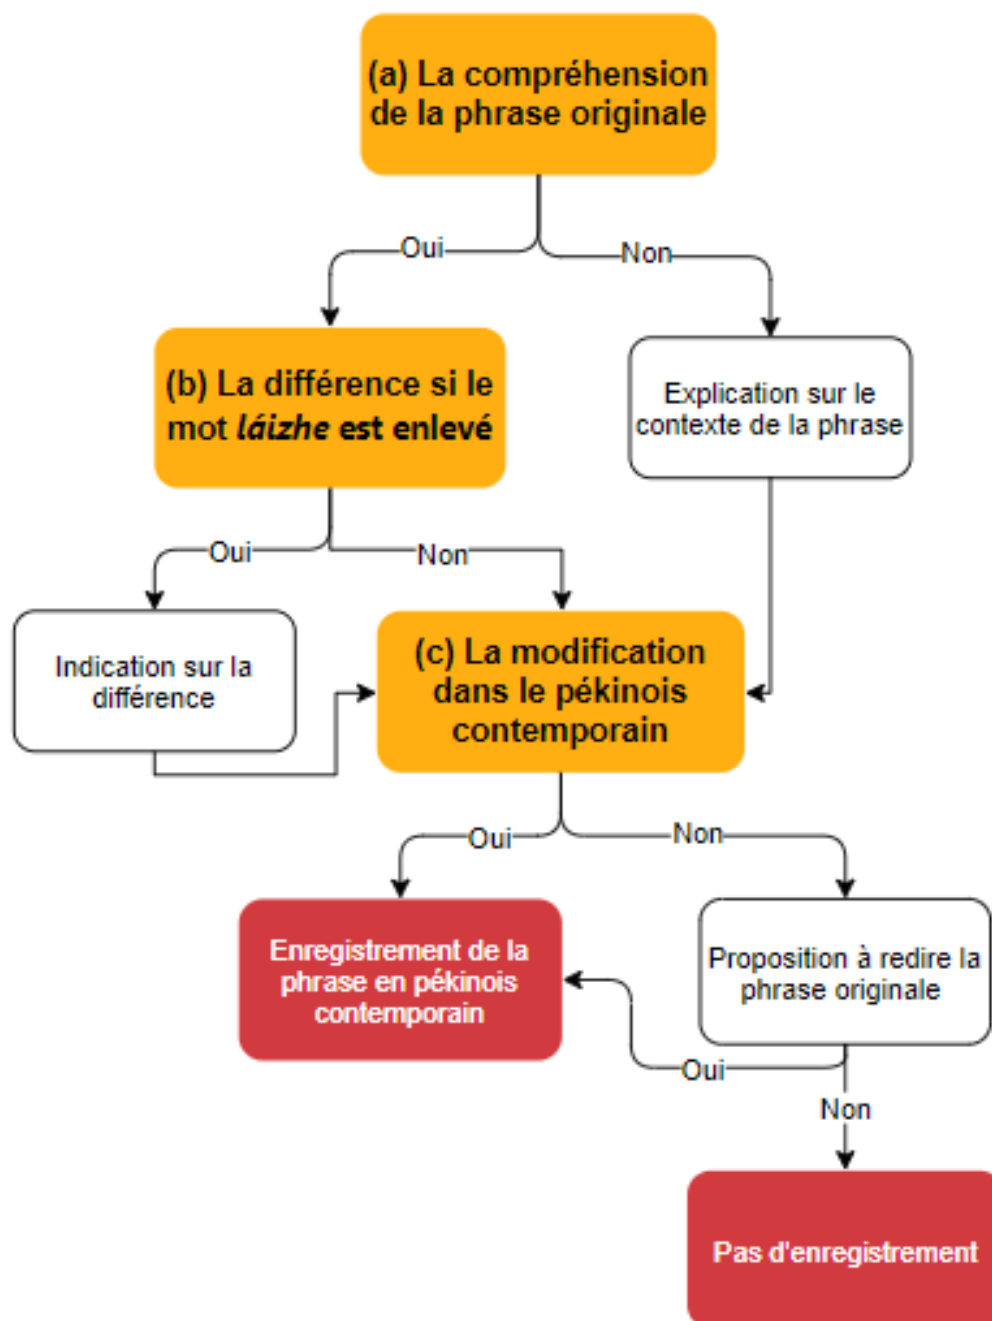 (a) La compréhension
de la phrase originale
Oui
Non
(b) La différence si le
mot láizhe est enlevé
Explication sur le
contexte de la phrase
Oui
Non
Indication sur la
différence
(c) La modification
dans le pékinois
contemporain
Oui
Non
Enregistrement de la
phrase en pékinois
contemporain
Proposition à redire la
phrase originale
Oui
Non
Pas d'enregistrement